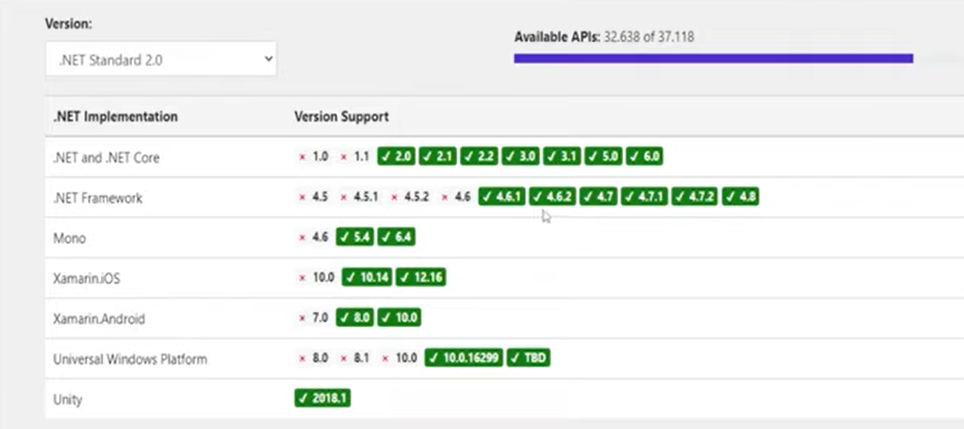 Version:
Available APIs: 32.638 of 37.118
.NET Standard 2.0
.NET Implementation Version Support
.NET and .NET Core × 1.0 × 1.1 ✓ 2.0 ✓ 2.1 ✓ 2.2 ✓ 3.0 ✓ 3.1 ✓ 5.0 ✓ 6.0
.NET Framework × 4.5 × 4.5.1 × 4.5.2 × 4.6 ✓ 4.6.1 ✓ 4.6.2 ✓ 4.7 ✓ 4.7.1 ✓ 4.7.2 ✓ 4.8
Mono × 4.6 ✓ 5.4 ✓ 6.4
Xamarin.iOS × 10.0 ✓ 10.14 ✓ 12.16
Xamarin.Android × 7.0 ✓ 8.0 ✓ 10.0
Universal Windows Platform × 8.0 × 8.1 × 10.0 ✓ 10.0.16299 ✓ TBD
Unity ✓ 2018.1